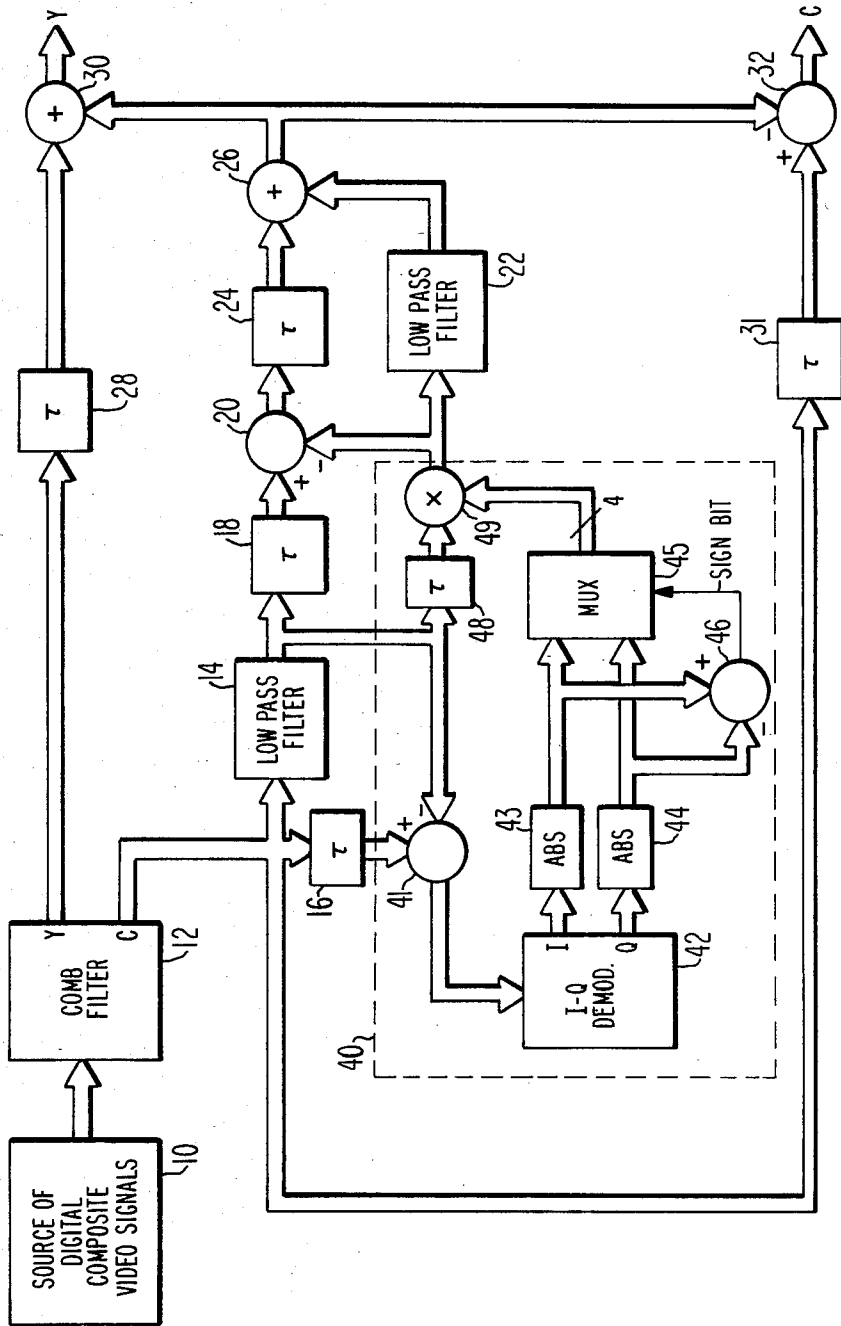 SOURCE OF
DIGITAL
COMPOSITE
VIDEO SIGNALS
10
COMB
FILTER
Y
C
12
τ
28
+
30
Y
LOW PASS
FILTER
14
τ
18
+
-
20
τ
24
+
26
LOW PASS
FILTER
22
τ
16
+
-
41
40
τ
48
×
49
4
I-Q
DEMOD.
I
Q
42
ABS
43
ABS
44
MUX
45
SIGN BIT
+
-
46
τ
31
+
-
32
C